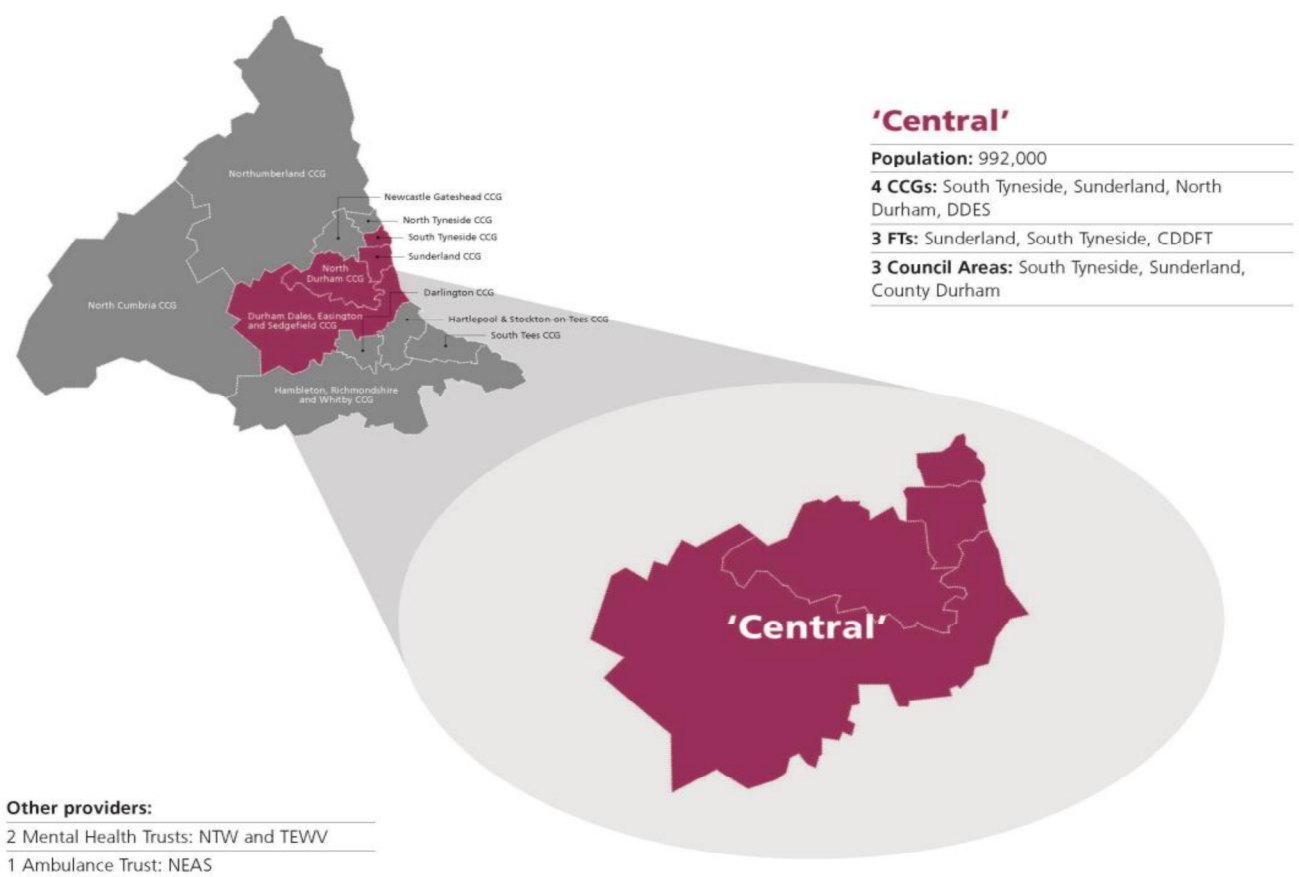 ‘Central’
Population: 992,000
4 CCGs: South Tyneside, Sunderland, North
Durham, DDES
3 FTs: Sunderland, South Tyneside, CDDFT
3 Council Areas: South Tyneside, Sunderland,
County Durham
Northumberland CCG
Newcastle Gateshead CCG
North Tyneside CCG
South Tyneside CCG
Sunderland CCG
North
Durham CCG
Darlington CCG
North Cumbria CCG
Durham Dales, Easington
and Sedgefield CCG
Hartlepool & Stockton-on-Tees CCG
South Tees CCG
Hambleton, Richmondshire
and Whitby CCG
‘Central’
Other providers:
2 Mental Health Trusts: NTW and TEWV
1 Ambulance Trust: NEAS